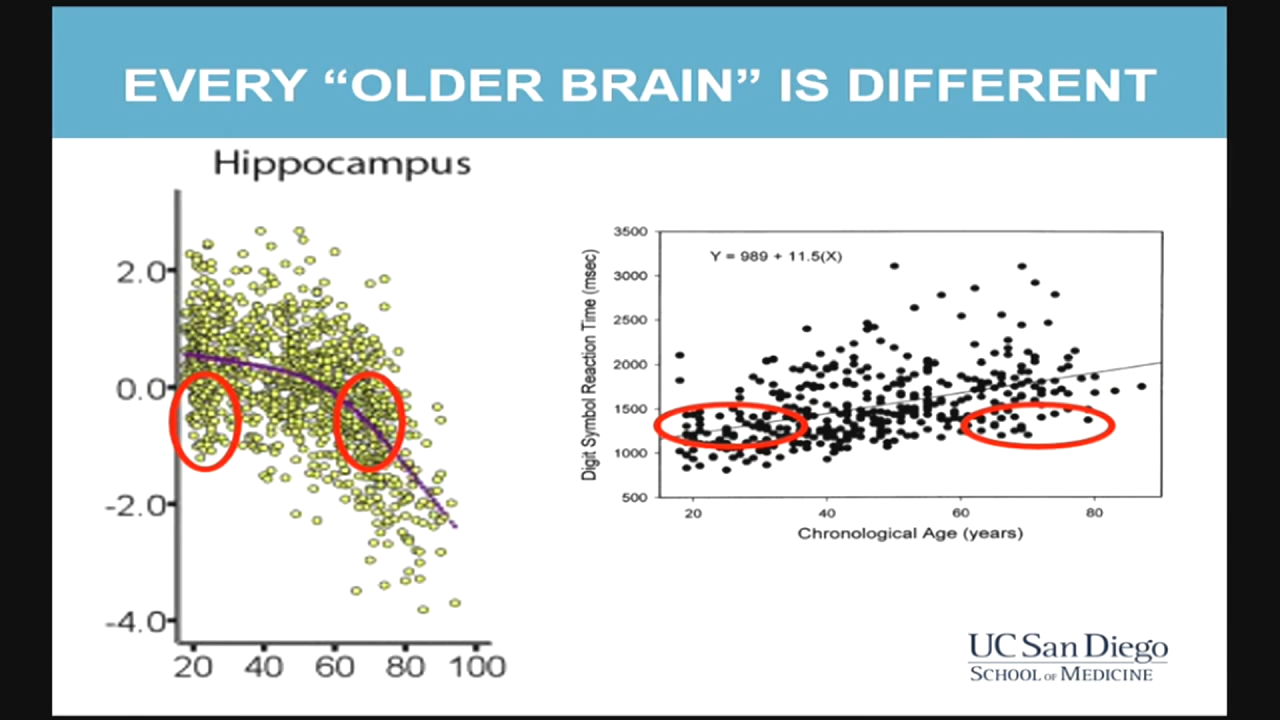 EVERY “OLDER BRAIN” IS DIFFERENT
Hippocampus
2.0
0.0
-2.0
-4.0
20 40 60 80 100
Y = 989 + 11.5(X)
Digit Symbol Reaction Time (msec)
3500
3000
2500
2000
1500
1000
500
20 40 60 80
Chronological Age (years)
UC San Diego
SCHOOL OF MEDICINE